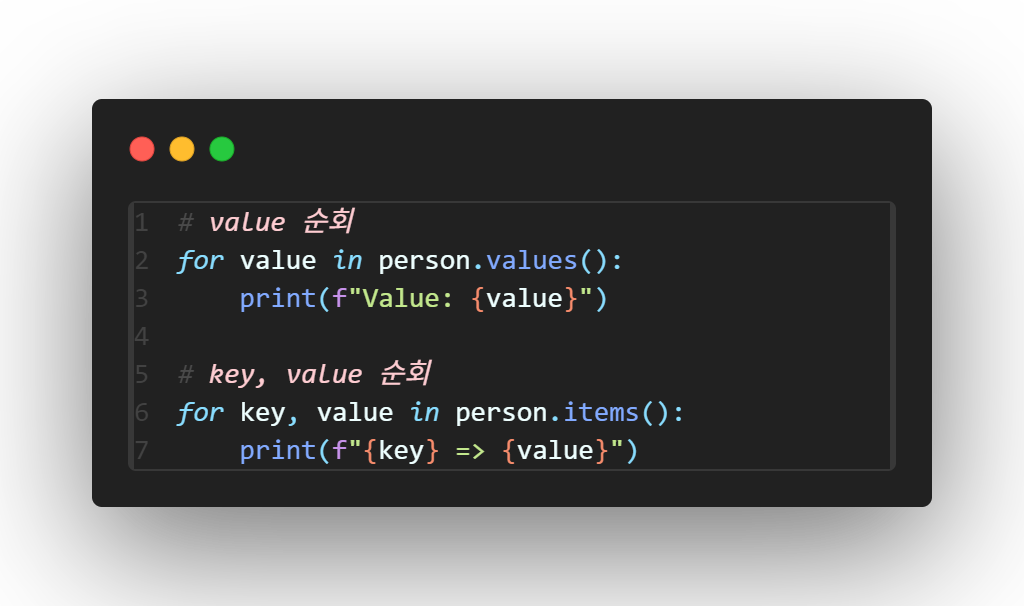 1 # value 순회
2 for value in person.values():
3     print(f"Value: {value}")
4
5 # key, value 순회
6 for key, value in person.items():
7     print(f"{key} => {value}")